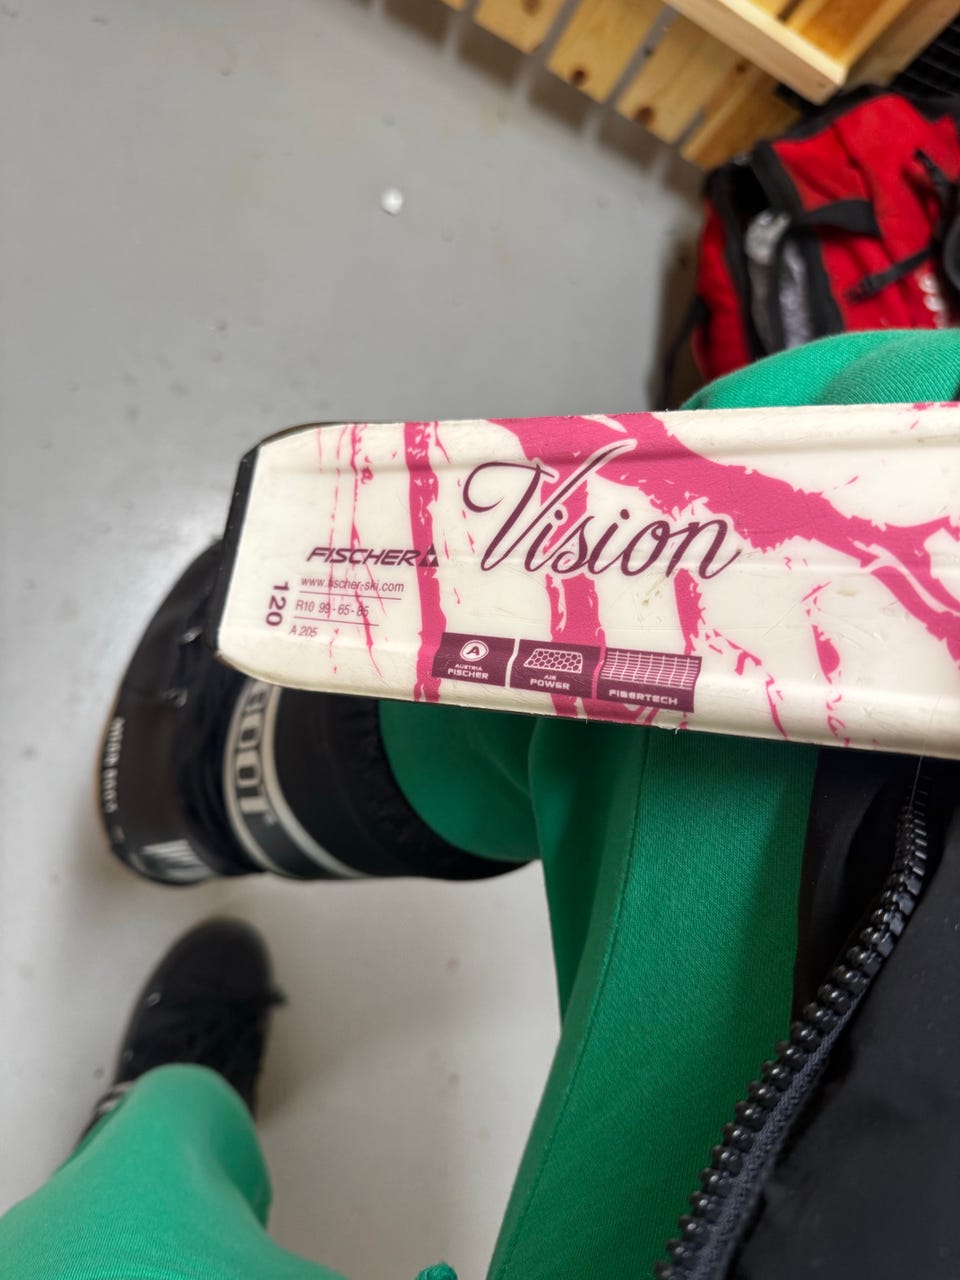 Vision
FISCHER
www.fischer-ski.com
R10 99-65-85
A 205
120
A
AUSTRIA
FISCHER
AIR
POWER
FIBERTECH